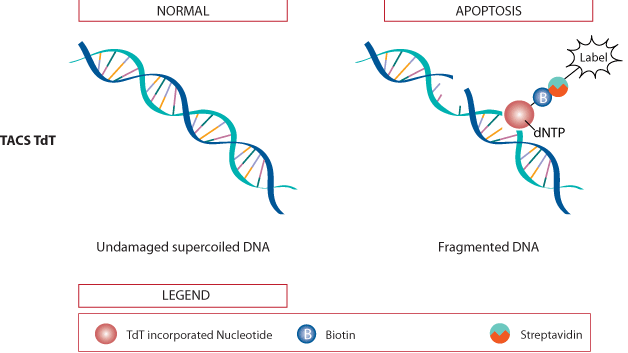 NORMAL
APOPTOSIS
Label
B
dNTP
TACS TdT
Undamaged supercoiled DNA
Fragmented DNA
LEGEND
TdT incorporated Nucleotide
B
Biotin
Streptavidin